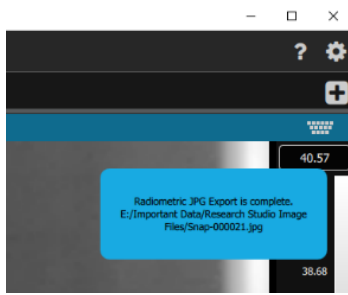 ?
40.57
Radiometric JPG Export is complete.
E:/Important Data/Research Studio Image
Files/Snap-000021.jpg
38.68